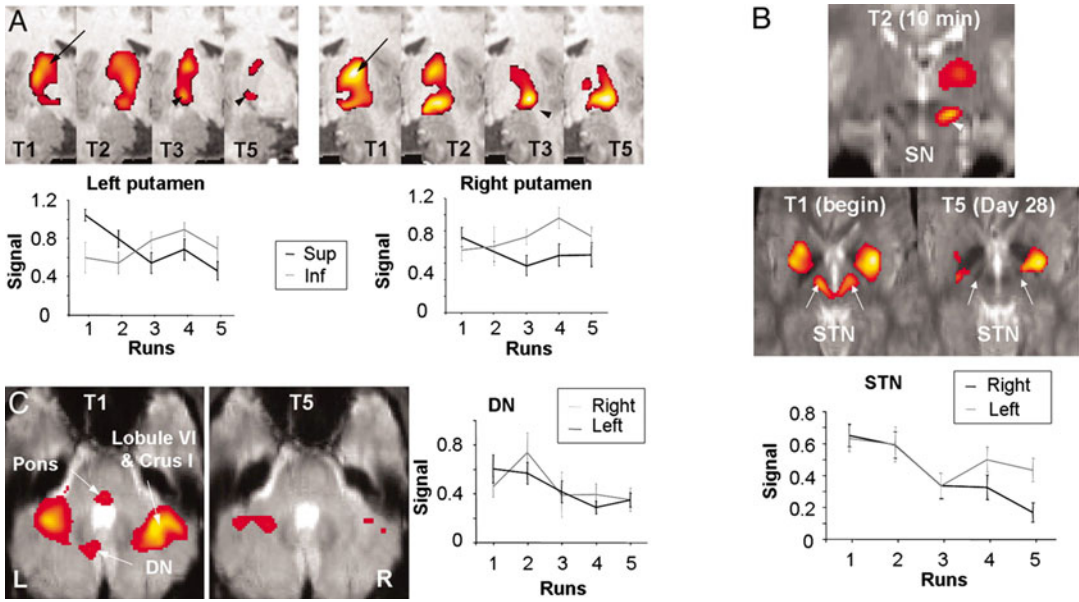 A
T1 T2 T3 T5
T1 T2 T3 T5
Left putamen
Signal
1.2
0.8
0.4
0
1 2 3 4 5
Runs
Sup
Inf
Right putamen
Signal
1.2
0.8
0.4
0
1 2 3 4 5
Runs
B
T2 (10 min)
SN
T1 (begin)
STN
T5 (Day 28)
STN
STN
Right
Left
Signal
0.8
0.6
0.4
0.2
0
1 2 3 4 5
Runs
C
T1
Lobule VI
& Crus I
Pons
DN
L
T5
R
DN
Right
Left
Signal
1.2
0.8
0.4
0
1 2 3 4 5
Runs